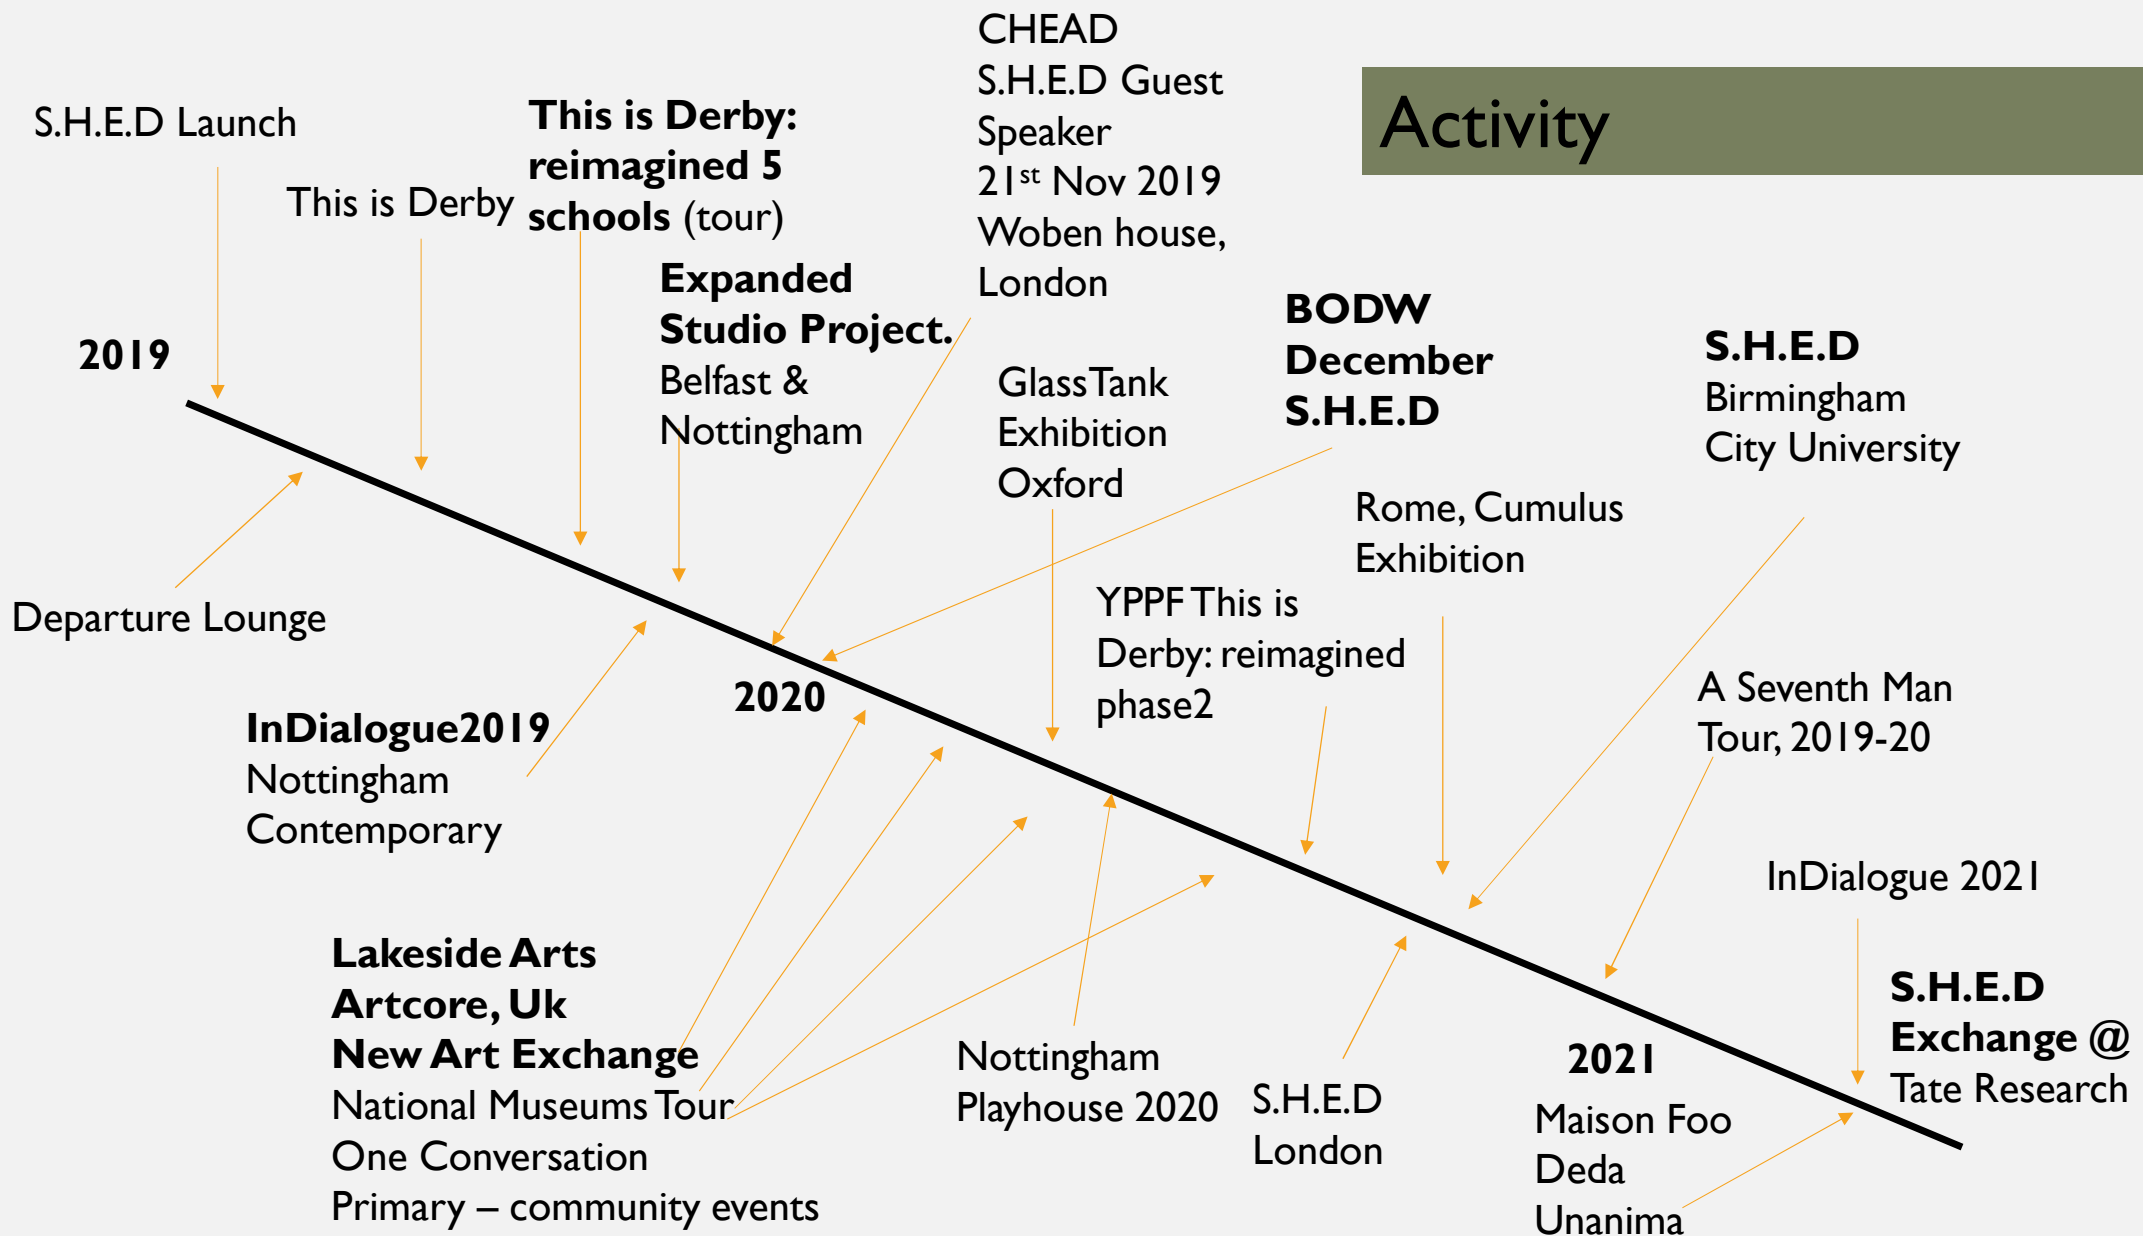 Activity
S.H.E.D Launch
This is Derby
This is Derby:
reimagined 5
schools (tour)
CHEAD
S.H.E.D Guest
Speaker
21st Nov 2019
Woben house,
London
2019
Expanded
Studio Project.
Belfast &
Nottingham
GlassTank
Exhibition
Oxford
BODW
December
S.H.E.D
S.H.E.D
Birmingham
City University
Rome, Cumulus
Exhibition
Departure Lounge
YPPF This is
Derby: reimagined
phase2
2020
InDialogue2019
Nottingham
Contemporary
A Seventh Man
Tour, 2019-20
InDialogue 2021
Lakeside Arts
Artcore, Uk
New Art Exchange
National Museums Tour
One Conversation
Primary – community events
Nottingham
Playhouse 2020
S.H.E.D
London
2021
Maison Foo
Deda
Unanima
S.H.E.D
Exchange @
Tate Research